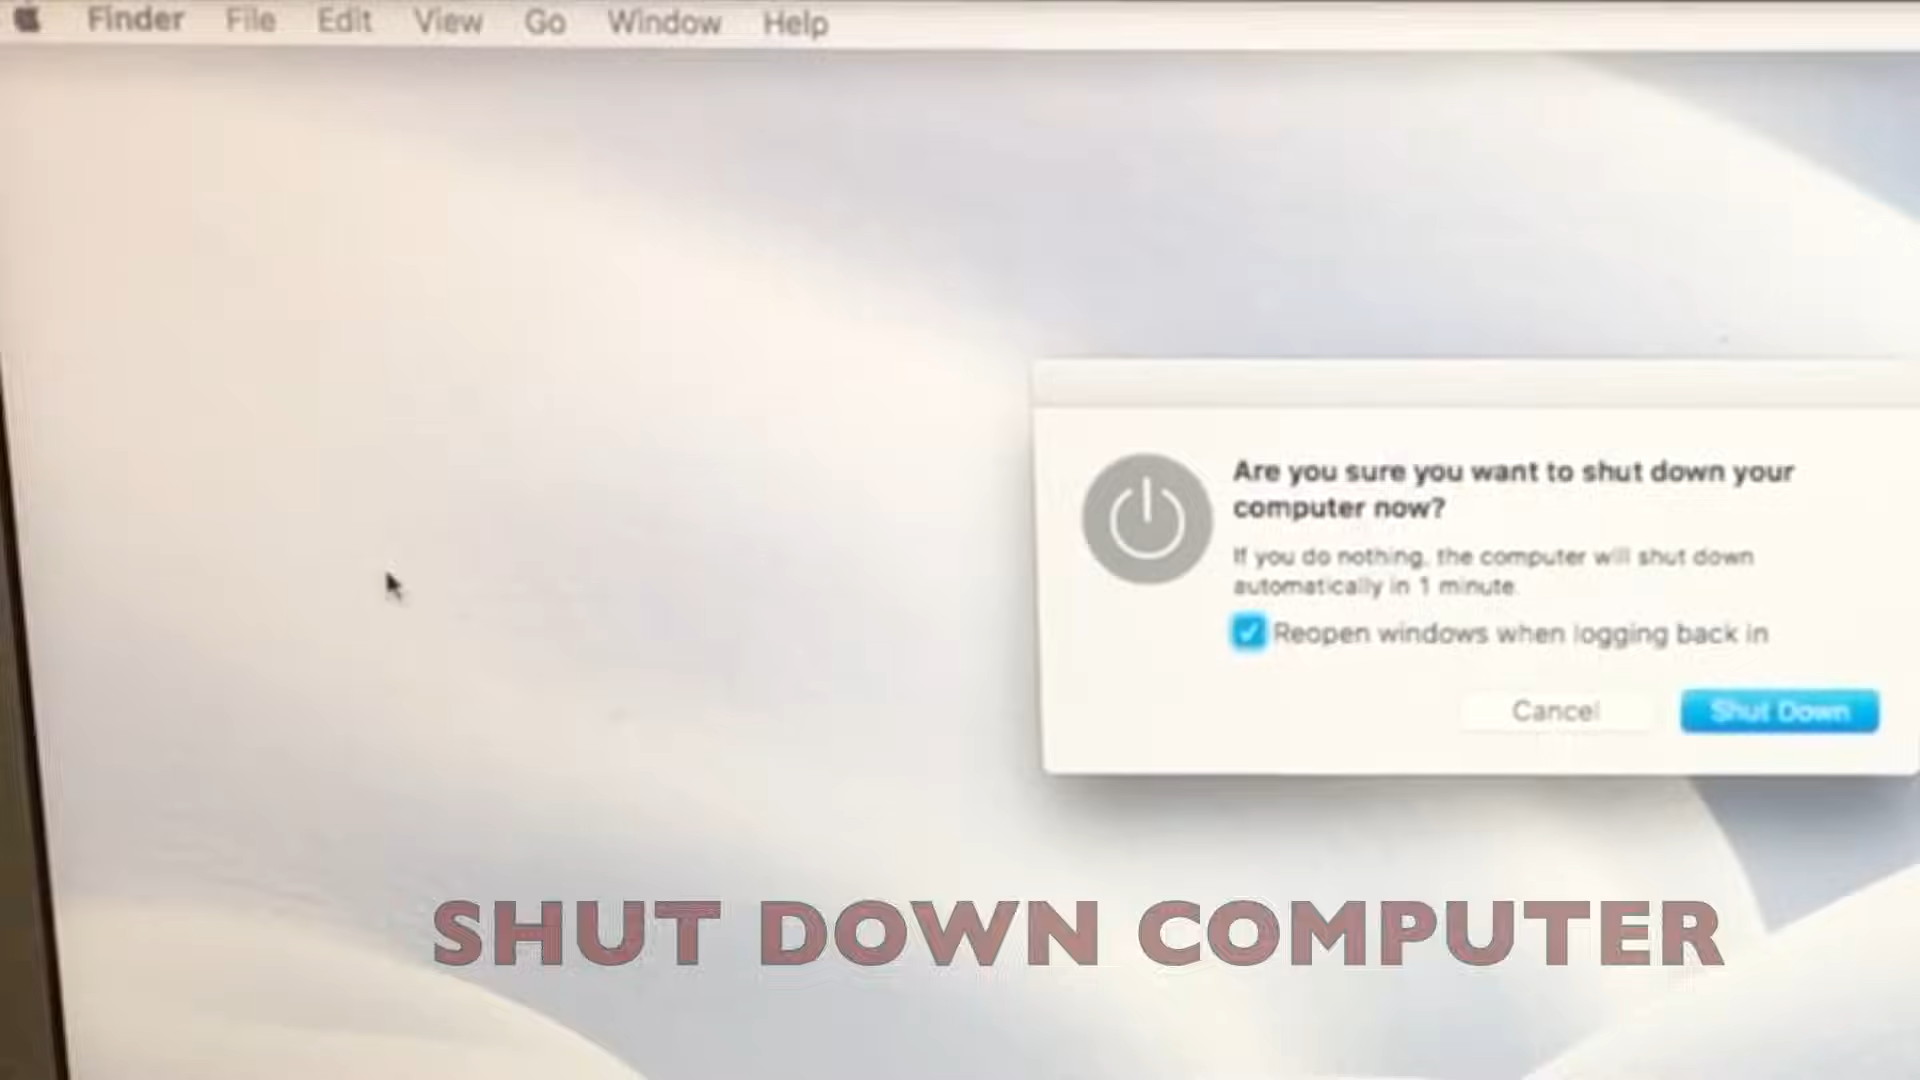 Finder File Edit View Go Window Help
Are you sure you want to shut down your
computer now?
If you do nothing, the computer will shut down
automatically in 1 minute.
Reopen windows when logging back in
Cancel Shut Down
SHUT DOWN COMPUTER